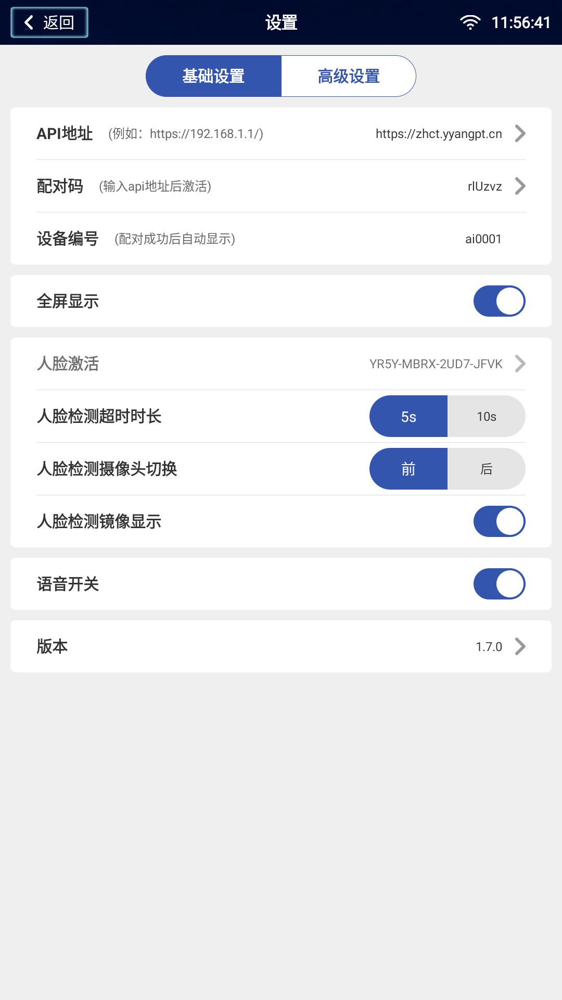 返回 设置 11:56:41
基础设置 高级设置
API地址 (例如：https://192.168.1.1/) https://zhct.yyangpt.cn
配对码 (输入api地址后激活) rlUzvz
设备编号 (配对成功后自动显示) ai0001
全屏显示
人脸激活 YR5Y-MBRX-2UD7-JFVK
人脸检测超时时长 5s 10s
人脸检测摄像头切换 前 后
人脸检测镜像显示
语音开关
版本 1.7.0